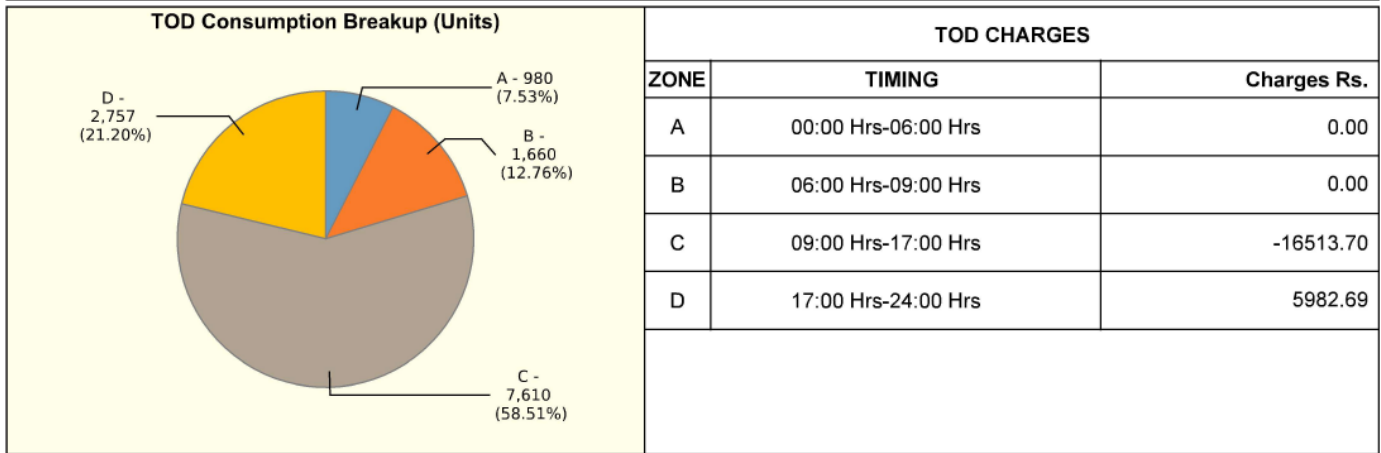 TOD Consumption Breakup (Units)
A - 980
(7.53%)
B -
1,660
(12.76%)
C -
7,610
(58.51%)
D -
2,757
(21.20%)
TOD CHARGES
ZONE TIMING Charges Rs.
A 00:00 Hrs-06:00 Hrs 0.00
B 06:00 Hrs-09:00 Hrs 0.00
C 09:00 Hrs-17:00 Hrs -16513.70
D 17:00 Hrs-24:00 Hrs 5982.69